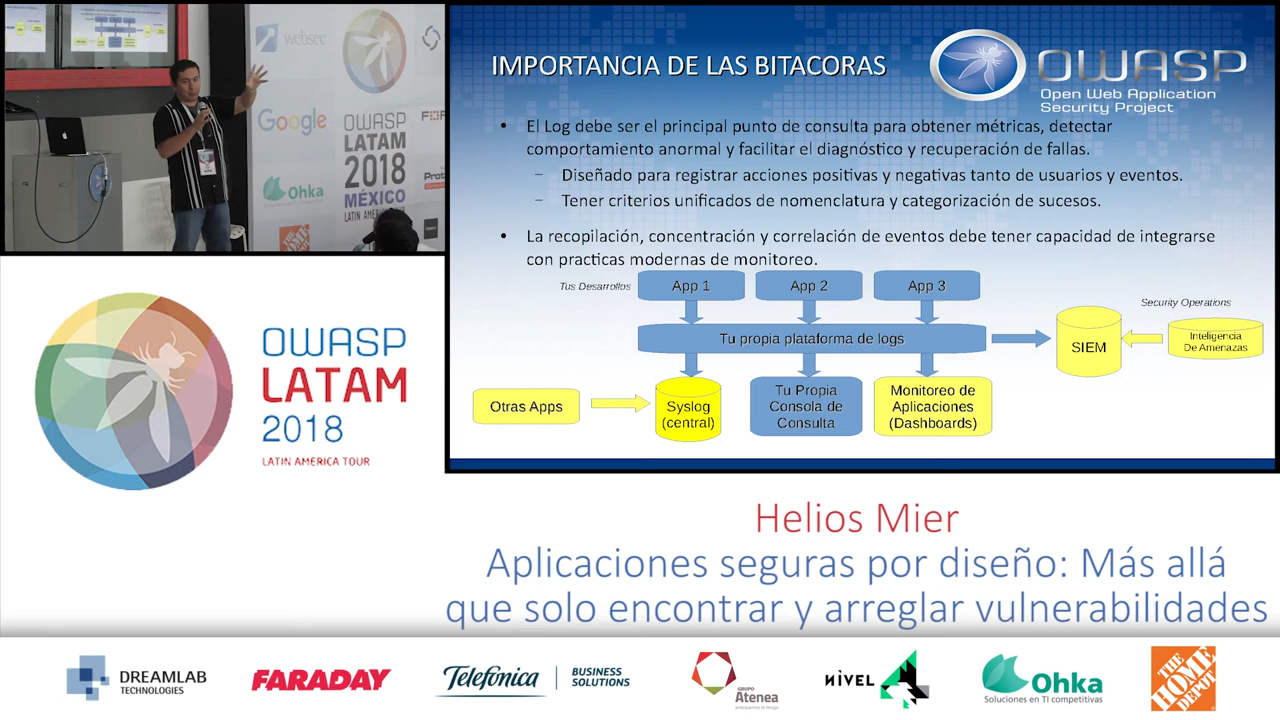 websec
Google
OWASP
LATAM
2018
MÉXICO
LATIN AMERICA TOUR
Ohka
IMPORTANCIA DE LAS BITACORAS
OWASP
Open Web Application
Security Project
• El Log debe ser el principal punto de consulta para obtener métricas, detectar
comportamiento anormal y facilitar el diagnóstico y recuperación de fallas.
– Diseñado para registrar acciones positivas y negativas tanto de usuarios y eventos.
– Tener criterios unificados de nomenclatura y categorización de sucesos.
• La recopilación, concentración y correlación de eventos debe tener capacidad de integrarse
con practicas modernas de monitoreo.
Tus Desarrollos
App 1
App 2
App 3
Security Operations
Tu propia plataforma de logs
SIEM
Inteligencia
De Amenazas
Otras Apps
Syslog
(central)
Tu Propia
Consola de
Consulta
Monitoreo de
Aplicaciones
(Dashboards)
OWASP
LATAM
2018
LATIN AMERICA TOUR
Helios Mier
Aplicaciones seguras por diseño: Más allá
que solo encontrar y arreglar vulnerabilidades
DREAMLAB
TECHNOLOGIES
FARADAY
Telefónica
BUSINESS
SOLUTIONS
GRUPO
Atenea
NIVEL 4
Ohka
Soluciones en TI competitivas
THE HOME DEPOT